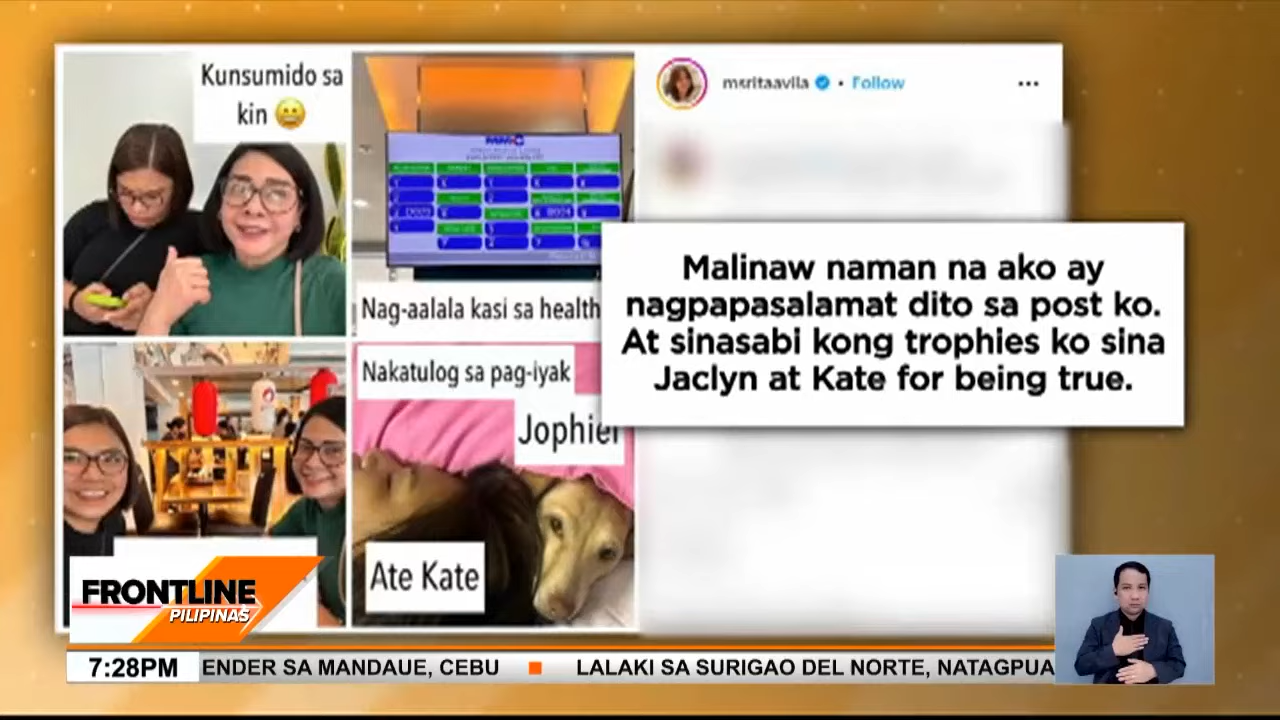 Kunsumido sa
kin 😬
msritaavila • Follow
...
Nag-aalala kasi sa health
Malinaw naman na ako ay
nagpapasalamat dito sa post ko.
At sinasabi kong trophies ko sina
Jaclyn at Kate for being true.
Nakatulog sa pag-iyak
Jophiel
Ate Kate
FRONTLINE
PILIPINAS
7:28PM ENDER SA MANDAUE, CEBU LALAKI SA SURIGAO DEL NORTE, NATAGPUA